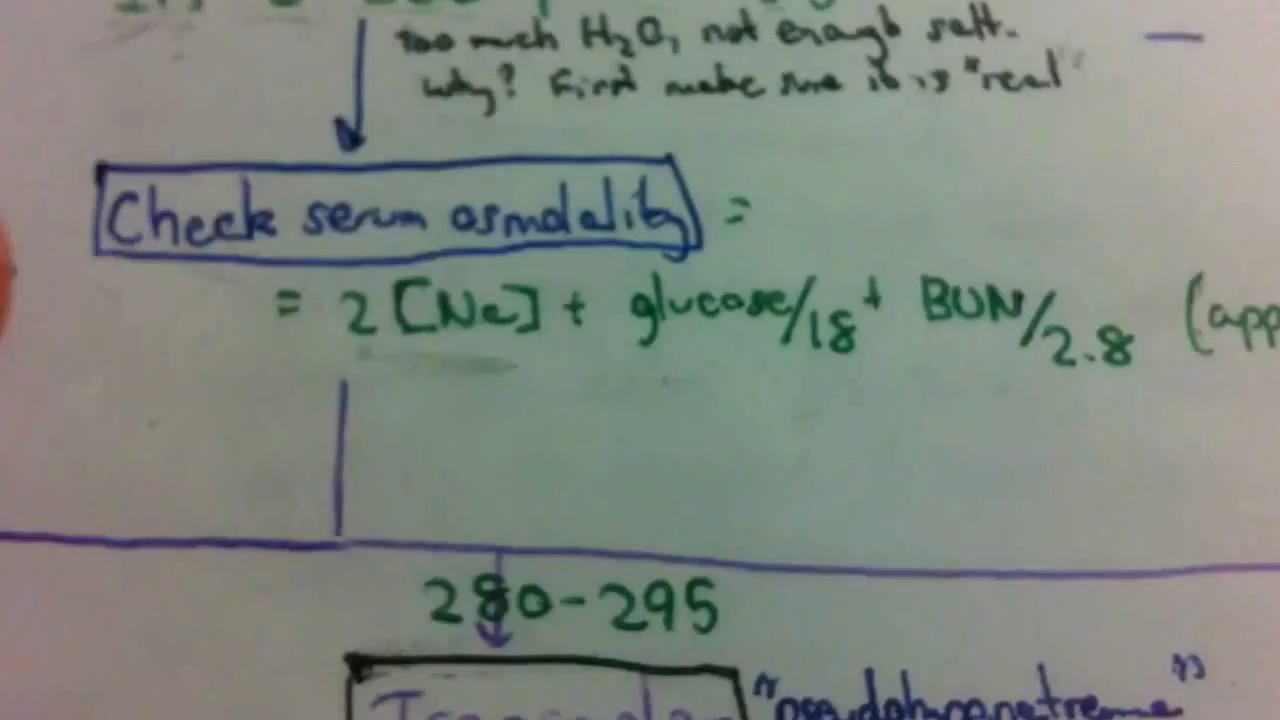 too much H₂O, not enough salt.
why? First make sure it is "real"
Check serum osmolality =
= 2 [Na] + glucose/18 + BUN/2.8 (app
280-295
"pseudohyponatremia"